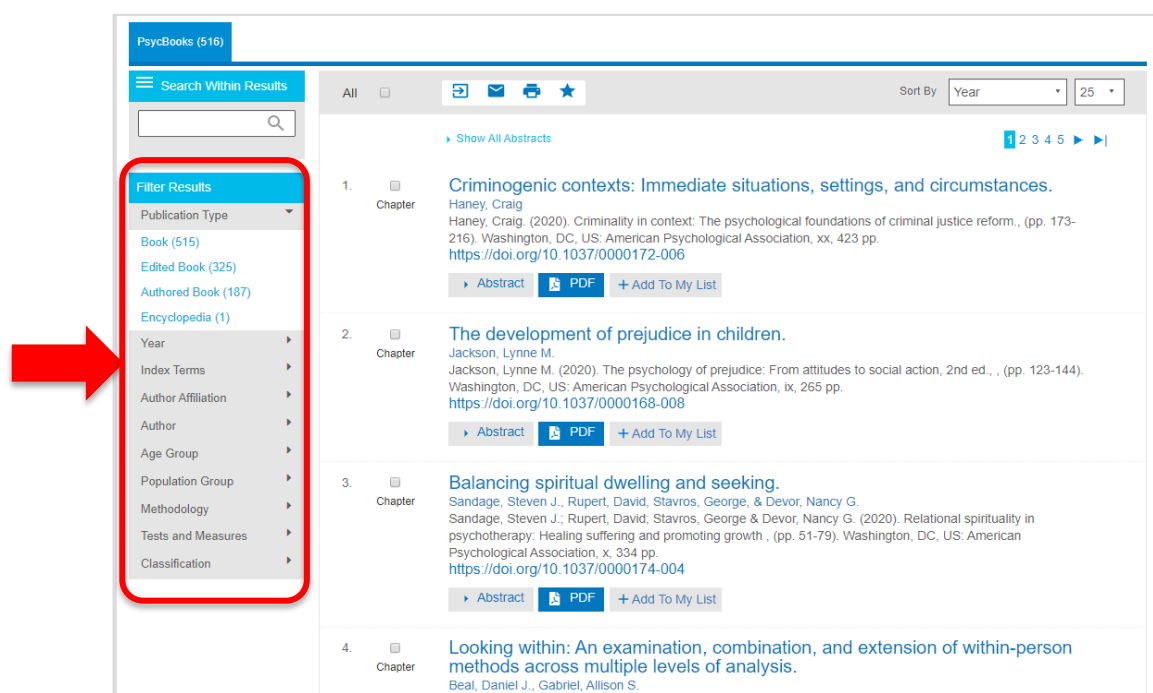 PsycBooks (516)
Search Within Results
Filter Results
Publication Type
Book (515)
Edited Book (325)
Authored Book (187)
Encyclopedia (1)
Year
Index Terms
Author Affiliation
Author
Age Group
Population Group
Methodology
Tests and Measures
Classification
All
Sort By Year 25
Show All Abstracts
1 2 3 4 5
1.
Chapter
Criminogenic contexts: Immediate situations, settings, and circumstances.
Haney, Craig
Haney, Craig. (2020). Criminality in context: The psychological foundations of criminal justice reform., (pp. 173-
216). Washington, DC, US: American Psychological Association, xx, 423 pp.
https://doi.org/10.1037/0000172-006
Abstract PDF + Add To My List
2.
Chapter
The development of prejudice in children.
Jackson, Lynne M.
Jackson, Lynne M. (2020). The psychology of prejudice: From attitudes to social action, 2nd ed., , (pp. 123-144).
Washington, DC, US: American Psychological Association, ix, 265 pp.
https://doi.org/10.1037/0000168-008
Abstract PDF + Add To My List
3.
Chapter
Balancing spiritual dwelling and seeking.
Sandage, Steven J., Rupert, David, Stavros, George, & Devor, Nancy G.
Sandage, Steven J.; Rupert, David; Stavros, George & Devor, Nancy G. (2020). Relational spirituality in
psychotherapy: Healing suffering and promoting growth , (pp. 51-79). Washington, DC, US: American
Psychological Association, x, 334 pp.
https://doi.org/10.1037/0000174-004
Abstract PDF + Add To My List
4.
Chapter
Looking within: An examination, combination, and extension of within-person
methods across multiple levels of analysis.
Beal, Daniel J., Gabriel, Allison S.